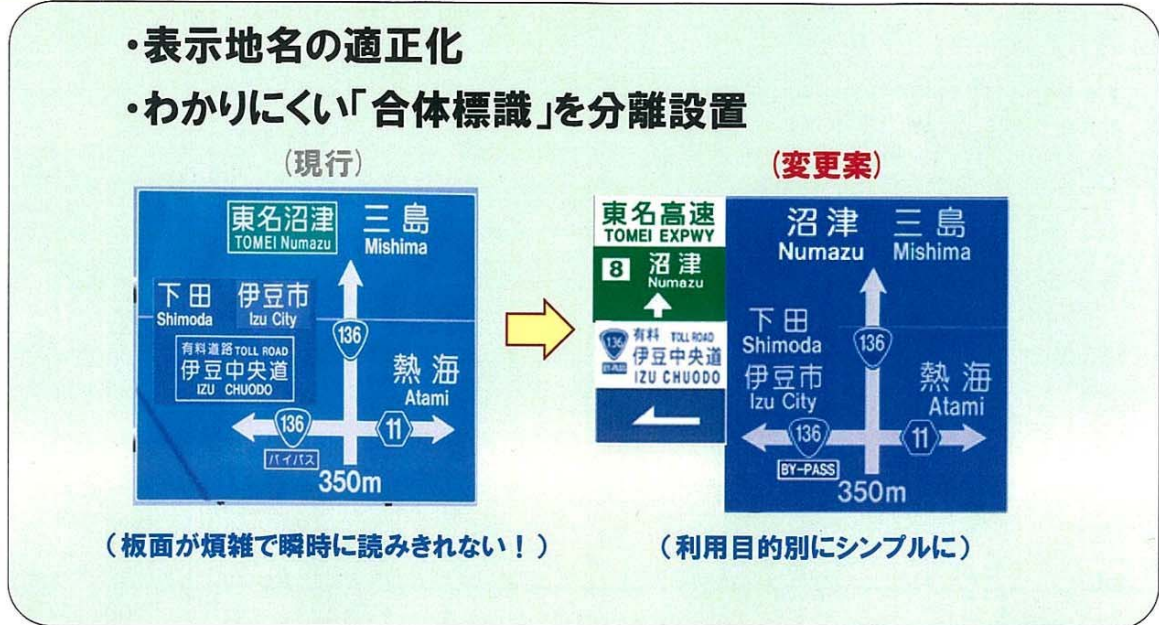 ・表示地名の適正化
・わかりにくい「合体標識」を分離設置
(現行)
東名沼津
TOMEI Numazu
三島
Mishima
下田
Shimoda
伊豆市
Izu City
有料道路 TOLL ROAD
伊豆中央道
IZU CHUODO
136
熱海
Atami
136
11
バイパス
350m
(板面が煩雑で瞬時に読みきれない!)
(変更案)
東名高速
TOMEI EXPWY
8 沼津
Numazu
136
BY-PASS
有料 TOLL ROAD
伊豆中央道
IZU CHUODO
沼津
Numazu
三島
Mishima
下田
Shimoda
伊豆市
Izu City
136
熱海
Atami
136
11
BY-PASS
350m
(利用目的別にシンプルに)